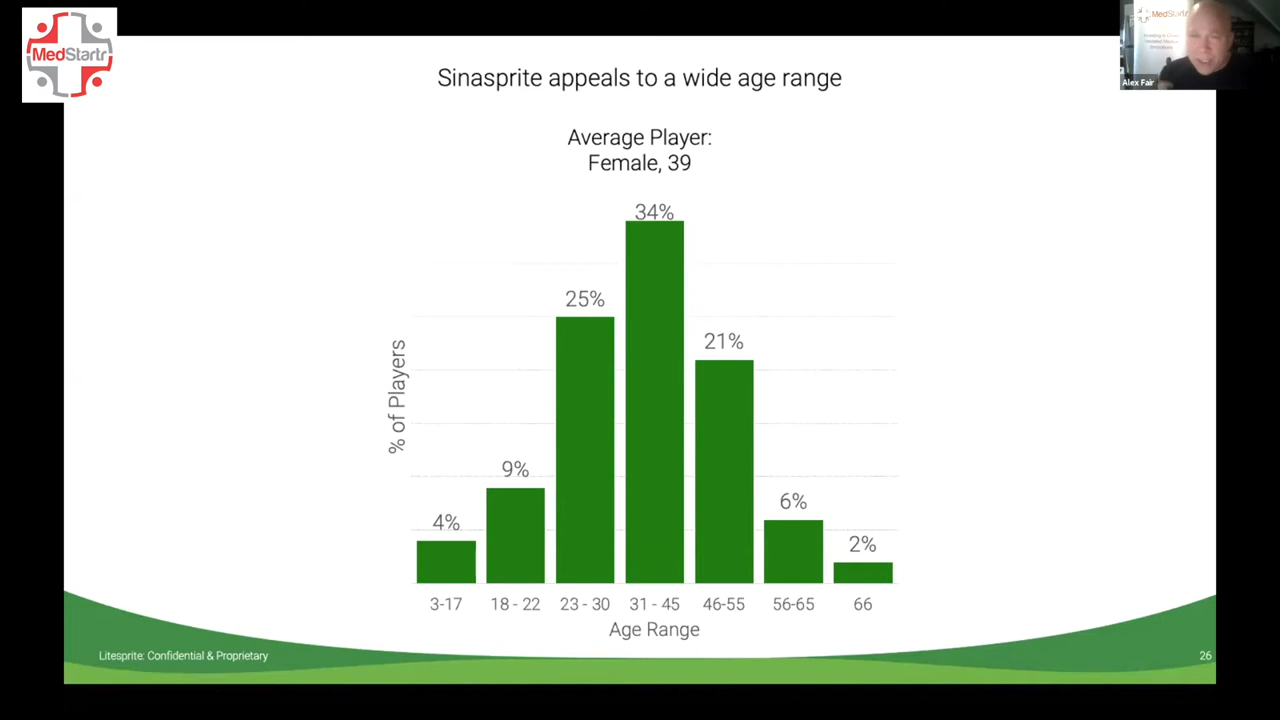 MedStartr
MedStartr
Alex Fair
Sinasprite appeals to a wide age range
Average Player:
Female, 39
34%
25%
21%
9%
6%
4%
2%
% of Players
3-17
18 - 22
23 - 30
31 - 45
46-55
56-65
66
Age Range
Litesprite: Confidential & Proprietary
26